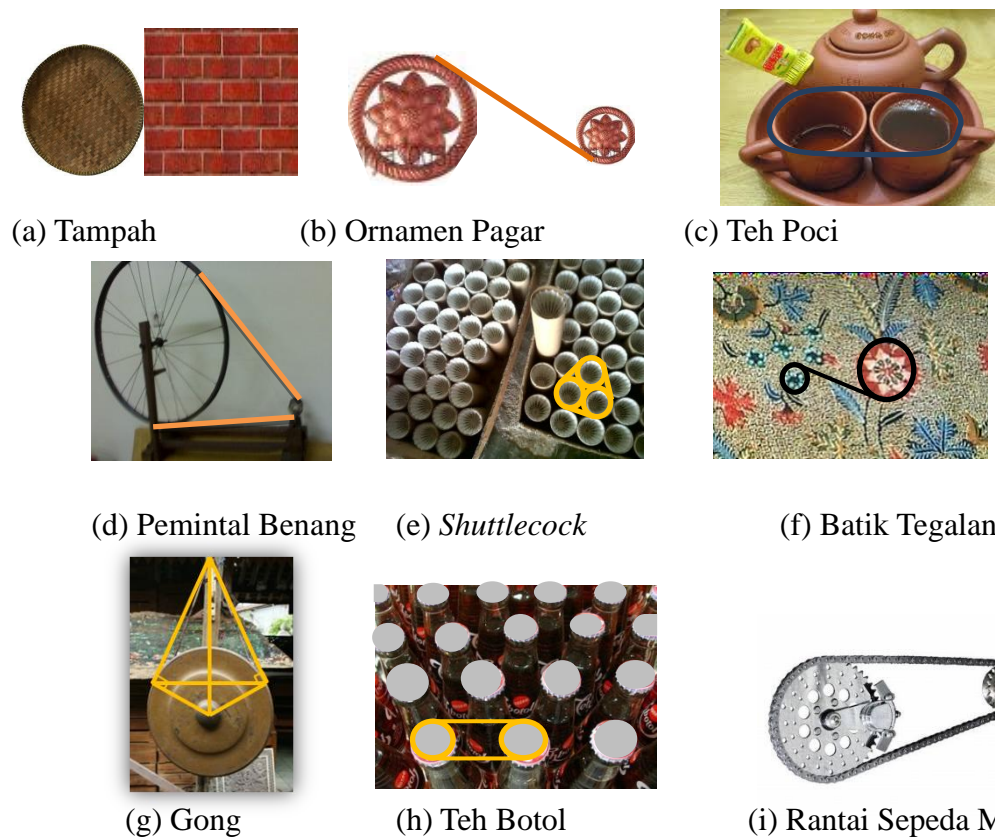 (a) Tampah
(b) Ornamen Pagar
(c) Teh Poci
(d) Pemintal Benang
(e) Shuttlecock
(f) Batik Tegalan
(g) Gong
(h) Teh Botol
(i) Rantai Sepeda M